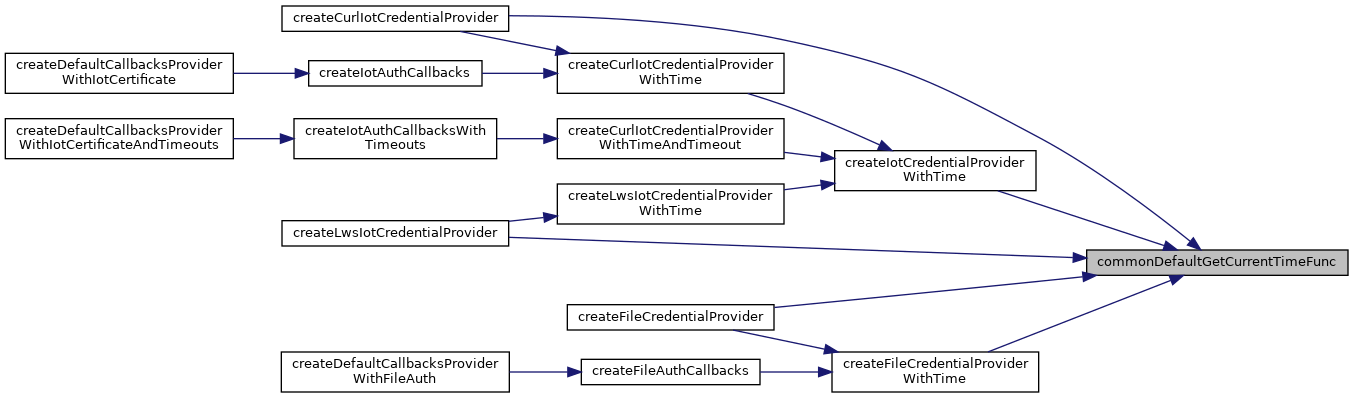 createCurlIotCredentialProvider
createDefaultCallbacksProvider
WithIotCertificate
createIotAuthCallbacks
createCurlIotCredentialProvider
WithTime
createDefaultCallbacksProvider
WithIotCertificateAndTimeouts
createIotAuthCallbacksWith
Timeouts
createCurlIotCredentialProvider
WithTimeAndTimeout
createIotCredentialProvider
WithTime
createLwsIotCredentialProvider
WithTime
createLwsIotCredentialProvider
commonDefaultGetCurrentTimeFunc
createFileCredentialProvider
createDefaultCallbacksProvider
WithFileAuth
createFileAuthCallbacks
createFileCredentialProvider
WithTime